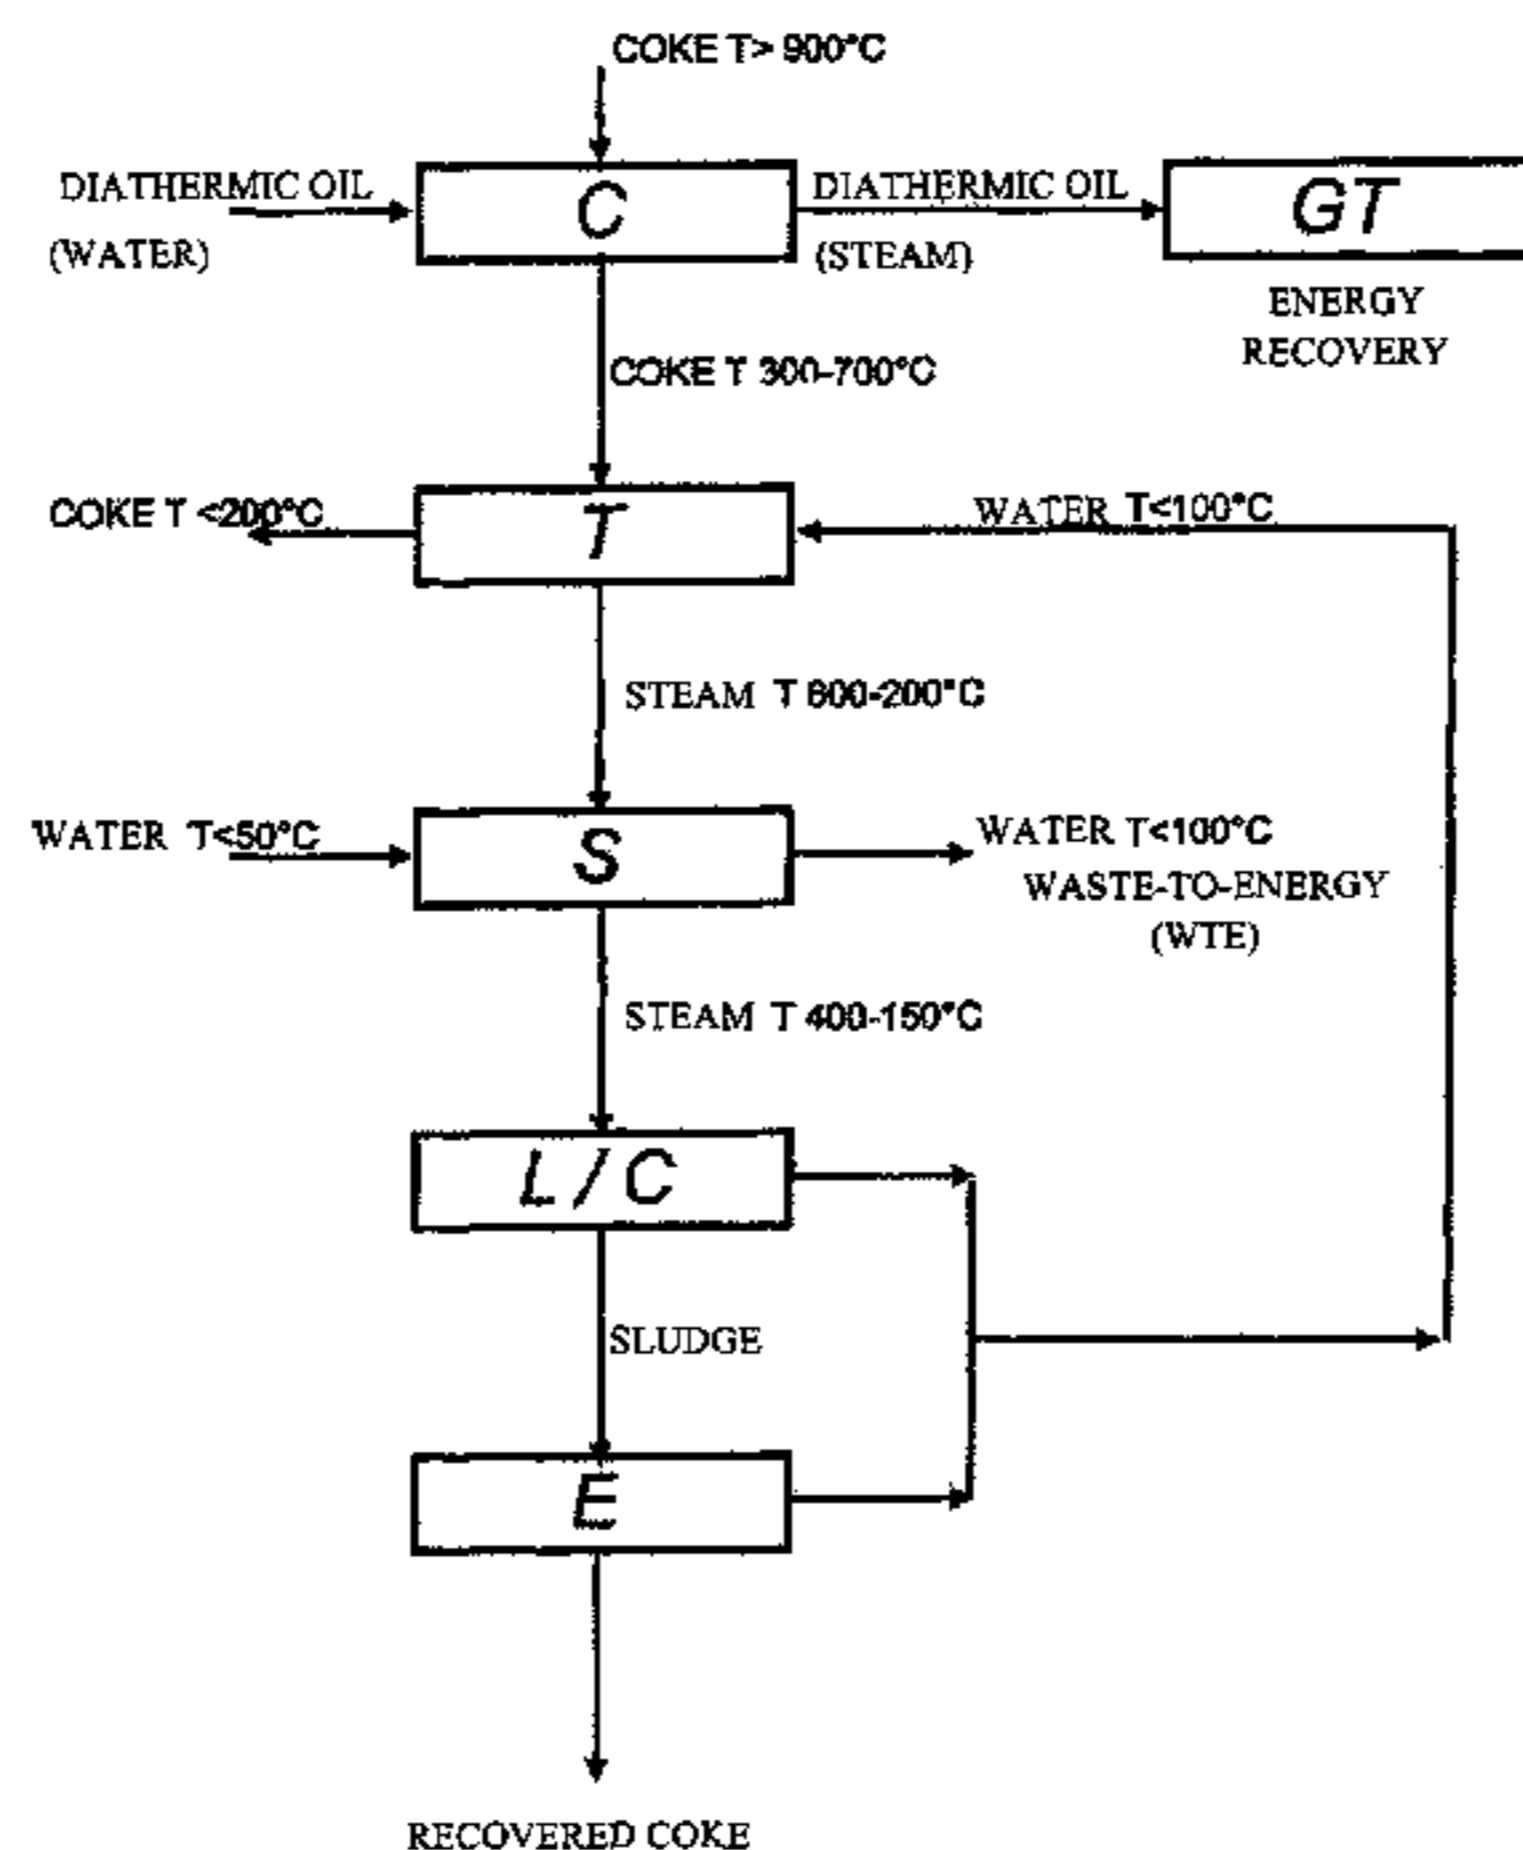 COKE T> 900°C
DIATHERMIC OIL
(WATER)
C
DIATHERMIC OIL
(STEAM)
GT
ENERGY
RECOVERY
COKE T 300-700°C
COKE T <200°C
T
WATER T<100°C
STEAM T 600-200°C
WATER T<50°C
S
WATER T<100°C
WASTE-TO-ENERGY
(WTE)
STEAM T 400-150°C
L/C
SLUDGE
E
RECOVERED COKE